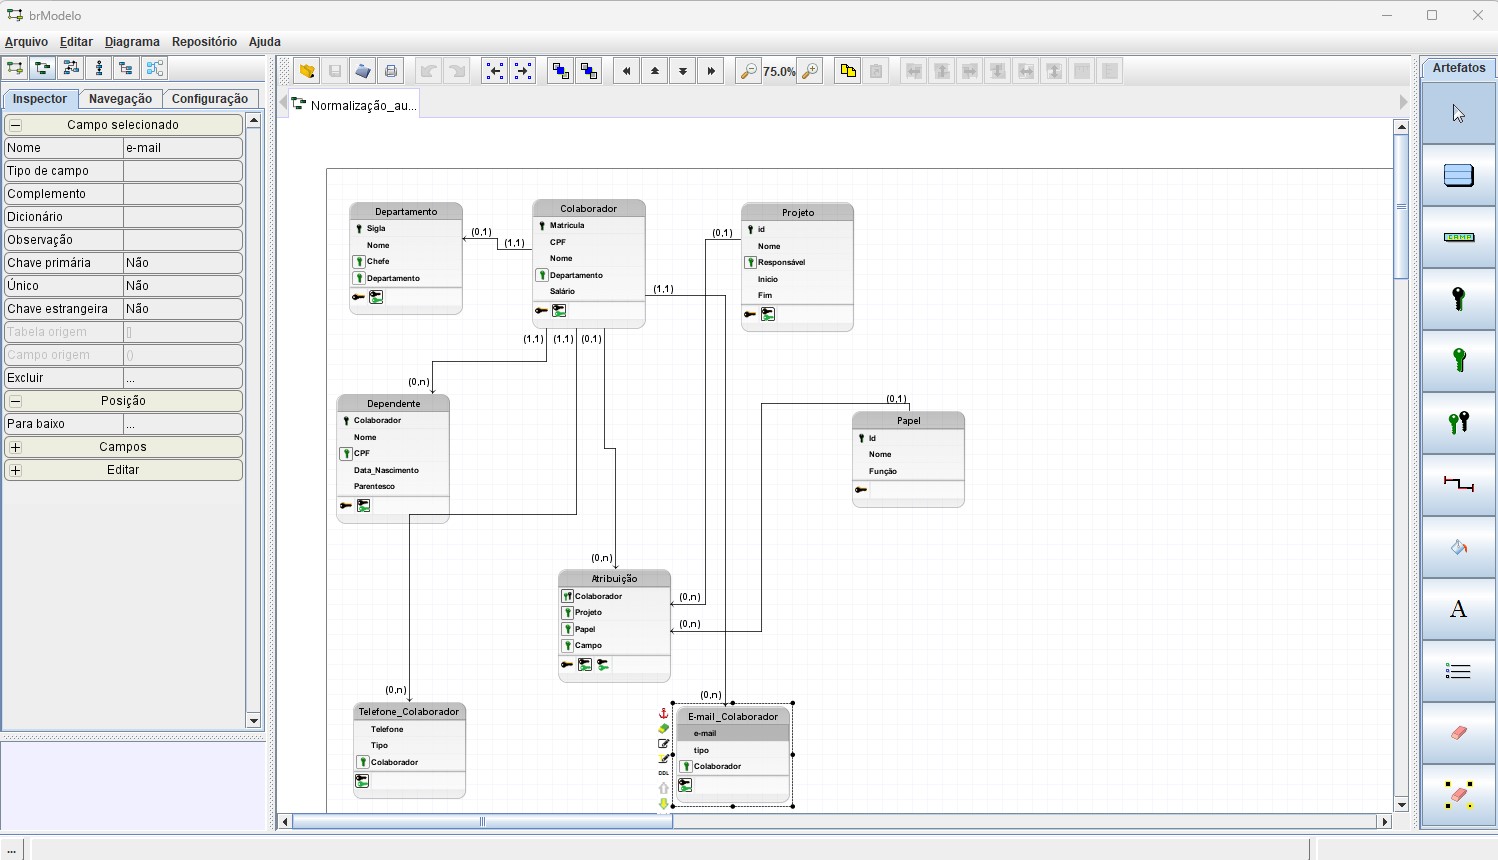 brModelo
Arquivo Editar Diagrama Repositório Ajuda
75.0%
Artefatos
Inspector Navegação Configuração
Normalização_au...
Campo selecionado
Nome e-mail
Tipo de campo
Complemento
Dicionário
Observação
Chave primária Não
Único Não
Chave estrangeira Não
Tabela origem []
Campo origem ()
Excluir ...
Posição
Para baixo ...
Campos
Editar
Departamento
Sigla
Nome
Chefe
Departamento
(0,1)
(1,1)
Colaborador
Matricula
CPF
Nome
Departamento
Salário
(1,1)
(0,1)
Projeto
id
Nome
Responsável
Inicio
Fim
(1,1) (1,1) (0,1)
(0,n)
Dependente
Colaborador
Nome
CPF
Data_Nascimento
Parentesco
(0,1)
Papel
Id
Nome
Função
(0,n)
Atribuição
Colaborador
Projeto
Papel
Campo
(0,n)
(0,n)
(0,n)
Telefone_Colaborador
Telefone
Tipo
Colaborador
(0,n)
E-mail_Colaborador
e-mail
tipo
Colaborador
DDL
CAMP
A
...